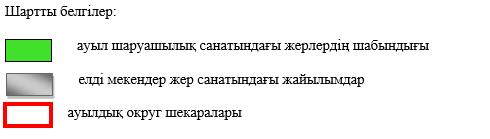 Шартты белгілер:
ауыл шаруашылық санатындағы жерлердің шабындығы
елді мекендер жер санатындағы жайылымдар
ауылдық округ шекаралары